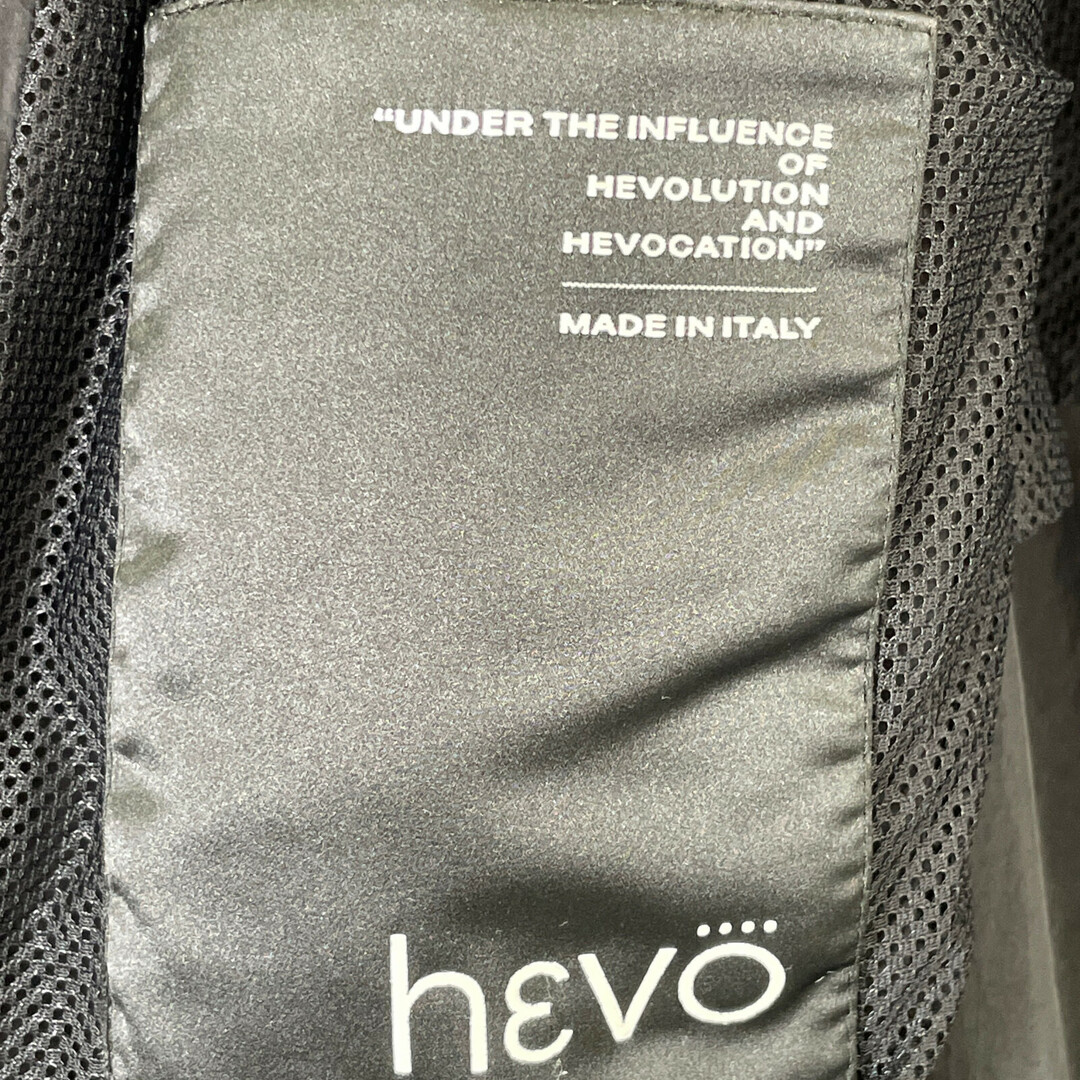 “UNDER THE INFLUENCE
OF
HEVOLUTION
AND
HEVOCATION”
MADE IN ITALY
hεvö